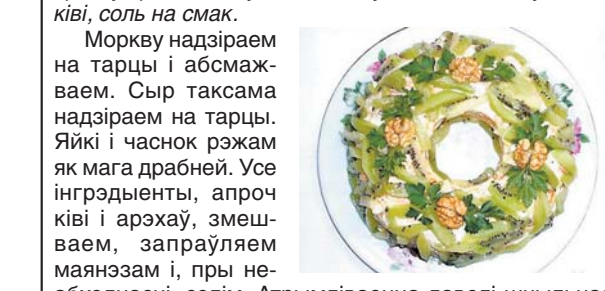 ківі, соль на смак.
Моркву надзіраем
на тарцы і абсмаж-
ваем. Сыр таксама
надзіраем на тарцы.
Яйкі і часнок рэжам
як мага драбней. Усе
інгрэдыенты, апроч
ківі і арэхаў, змеш-
ваем, запраўляем
маянэзам і, пры не-